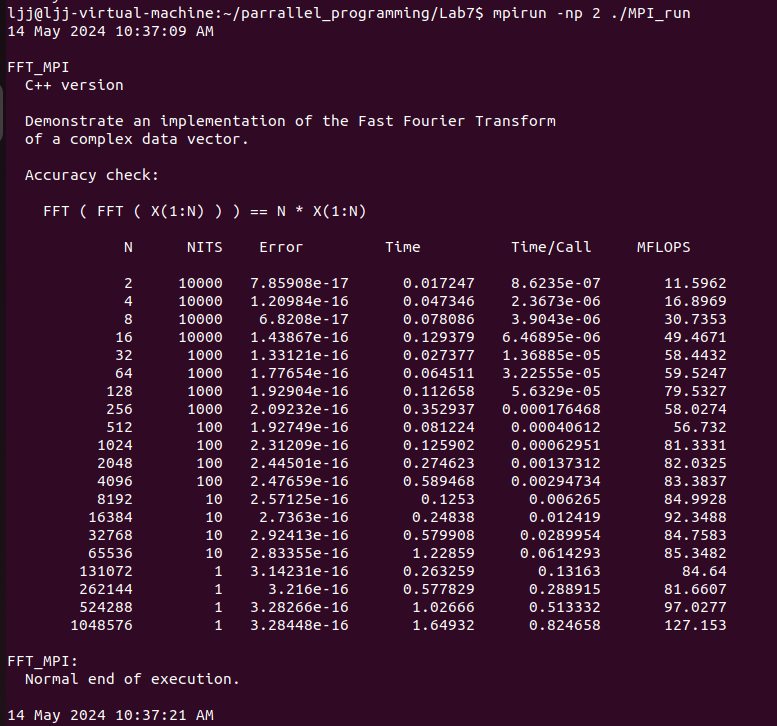 ljj@ljj-virtual-machine:~/parrallel_programming/Lab7$ mpirun -np 2 ./MPI_run
14 May 2024 10:37:09 AM
FFT_MPI
C++ version
Demonstrate an implementation of the Fast Fourier Transform
of a complex data vector.
Accuracy check:
FFT ( FFT ( X(1:N) ) ) == N * X(1:N)
N NITS Error Time Time/Call MFLOPS
2 10000 7.85908e-17 0.017247 8.6235e-07 11.5962
4 10000 1.20984e-16 0.047346 2.3673e-06 16.8969
8 10000 6.8208e-17 0.078086 3.9043e-06 30.7353
16 10000 1.43867e-16 0.129379 6.46895e-06 49.4671
32 1000 1.33121e-16 0.027377 1.36885e-05 58.4432
64 1000 1.77654e-16 0.064511 3.22555e-05 59.5247
128 1000 1.92904e-16 0.112658 5.6329e-05 79.5327
256 1000 2.09232e-16 0.352937 0.000176468 58.0274
512 100 1.92749e-16 0.081224 0.00040612 56.732
1024 100 2.31209e-16 0.125902 0.00062951 81.3331
2048 100 2.44501e-16 0.274623 0.00137312 82.0325
4096 100 2.47659e-16 0.589468 0.00294734 83.3837
8192 10 2.57125e-16 0.1253 0.006265 84.9928
16384 10 2.7363e-16 0.24838 0.012419 92.3488
32768 10 2.92413e-16 0.579908 0.0289954 84.7583
65536 10 2.83355e-16 1.22859 0.0614293 85.3482
131072 1 3.14231e-16 0.263259 0.13163 84.64
262144 1 3.216e-16 0.577829 0.288915 81.6607
524288 1 3.28266e-16 1.02666 0.513332 97.0277
1048576 1 3.28448e-16 1.64932 0.824658 127.153
FFT_MPI:
Normal end of execution.
14 May 2024 10:37:21 AM